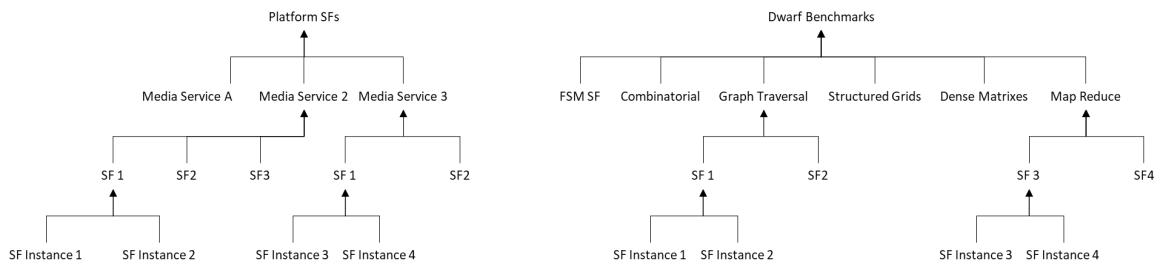 Platform SFs
Dwarf Benchmarks
Media Service A
Media Service 2
Media Service 3
FSM SF
Combinatorial
Graph Traversal
Structured Grids
Dense Matrixes
Map Reduce
SF 1
SF2
SF3
SF 1
SF2
SF 1
SF2
SF 3
SF4
SF Instance 1
SF Instance 2
SF Instance 3
SF Instance 4
SF Instance 1
SF Instance 2
SF Instance 3
SF Instance 4